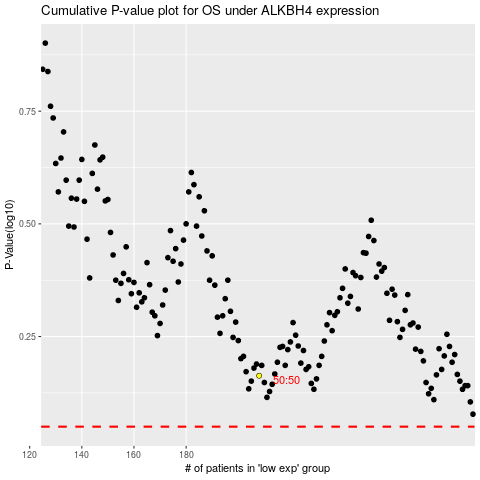 Cumulative P-value plot for OS under ALKBH4 expression
P-Value(log10)
0.75
0.50
0.25
50:50
120 140 160 180
# of patients in 'low exp' group